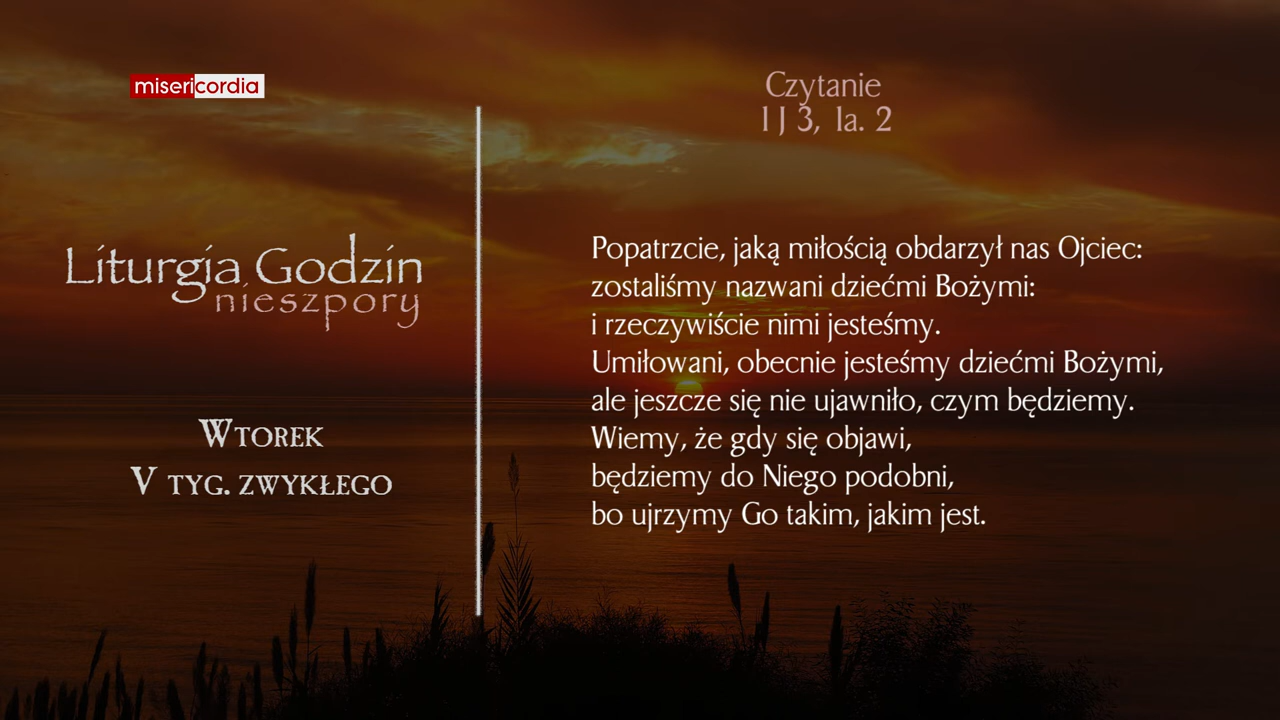 misericordia
Liturgia Godzin
nieszpory
Wtorek
V tyg. zwykłego
Czytanie
1 J 3, 1a. 2
Popatrzcie, jaką miłością obdarzył nas Ojciec:
zostaliśmy nazwani dziećmi Bożymi:
i rzeczywiście nimi jesteśmy.
Umiłowani, obecnie jesteśmy dziećmi Bożymi,
ale jeszcze się nie ujawniło, czym będziemy.
Wiemy, że gdy się objawi,
będziemy do Niego podobni,
bo ujrzymy Go takim, jakim jest.